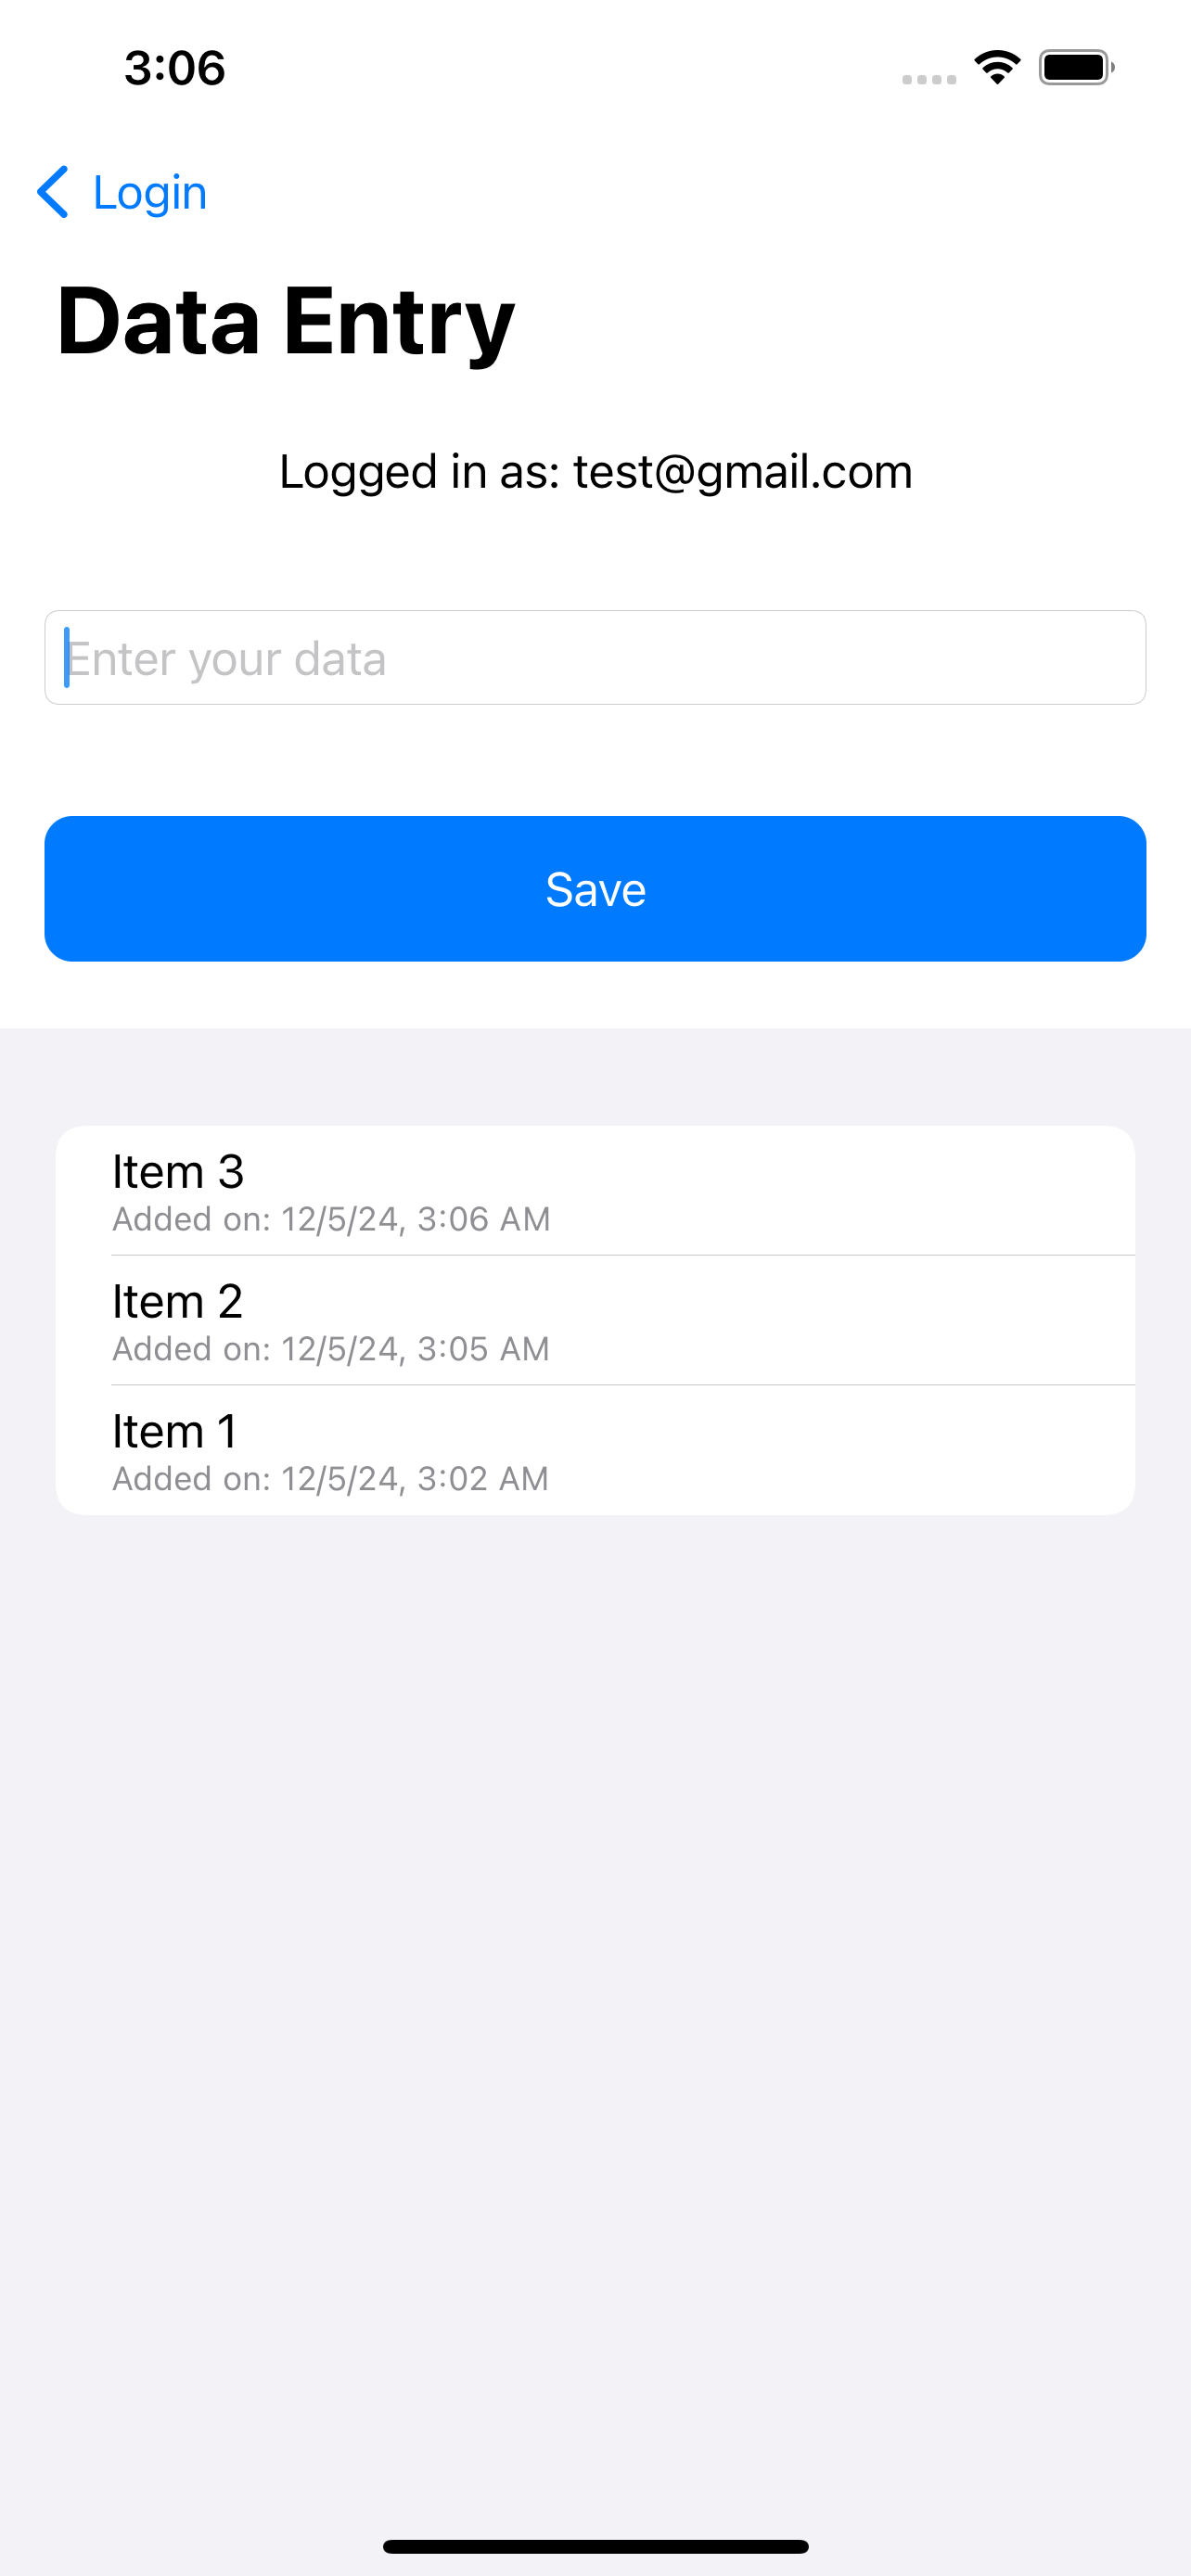 3:06
Login
Data Entry
Logged in as: test@gmail.com
Enter your data
Save
Item 3
Added on: 12/5/24, 3:06 AM
Item 2
Added on: 12/5/24, 3:05 AM
Item 1
Added on: 12/5/24, 3:02 AM